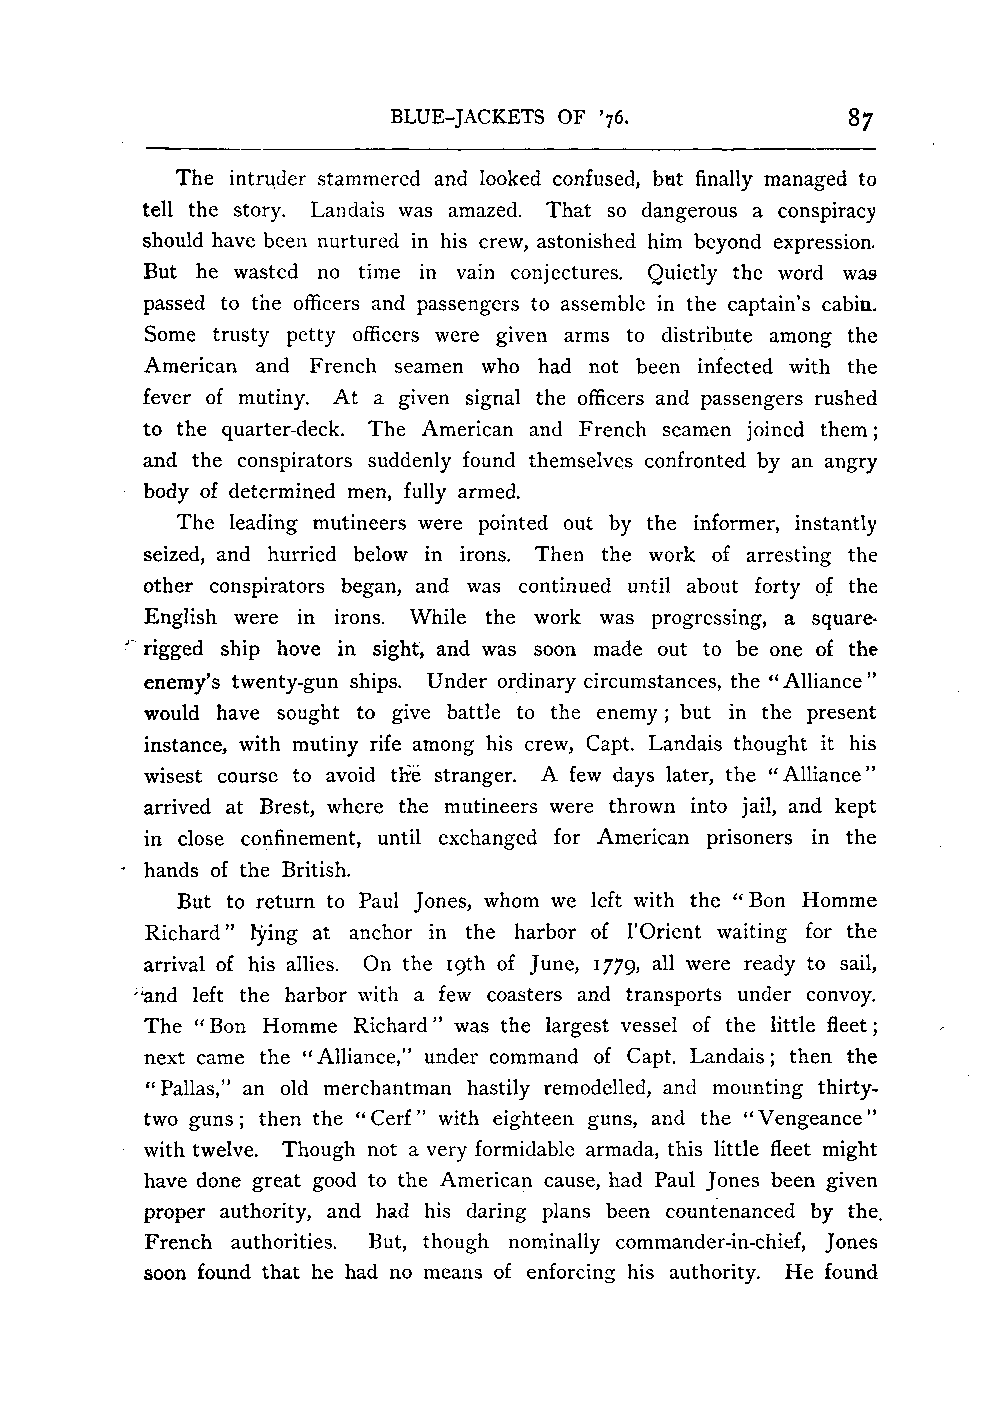 BLUE-JACKETS OF '76. 87
The intruder stammered and looked confused, but finally managed to
tell the story. Landais was amazed. That so dangerous a conspiracy
should have been nurtured in his crew, astonished him beyond expression.
But he wasted no time in vain conjectures. Quietly the word was
passed to the officers and passengers to assemble in the captain's cabin.
Some trusty petty officers were given arms to distribute among the
American and French seamen who had not been infected with the
fever of mutiny. At a given signal the officers and passengers rushed
to the quarter-deck. The American and French seamen joined them;
and the conspirators suddenly found themselves confronted by an angry
body of determined men, fully armed.
The leading mutineers were pointed out by the informer, instantly
seized, and hurried below in irons. Then the work of arresting the
other conspirators began, and was continued until about forty of the
English were in irons. While the work was progressing, a square-
rigged ship hove in sight, and was soon made out to be one of the
enemy's twenty-gun ships. Under ordinary circumstances, the "Alliance"
would have sought to give battle to the enemy; but in the present
instance, with mutiny rife among his crew, Capt. Landais thought it his
wisest course to avoid the stranger. A few days later, the "Alliance"
arrived at Brest, where the mutineers were thrown into jail, and kept
in close confinement, until exchanged for American prisoners in the
hands of the British.
But to return to Paul Jones, whom we left with the "Bon Homme
Richard" lying at anchor in the harbor of l'Orient waiting for the
arrival of his allies. On the 19th of June, 1779, all were ready to sail,
and left the harbor with a few coasters and transports under convoy.
The "Bon Homme Richard" was the largest vessel of the little fleet;
next came the "Alliance," under command of Capt. Landais; then the
"Pallas," an old merchantman hastily remodelled, and mounting thirty-
two guns; then the "Cerf" with eighteen guns, and the "Vengeance"
with twelve. Though not a very formidable armada, this little fleet might
have done great good to the American cause, had Paul Jones been given
proper authority, and had his daring plans been countenanced by the
French authorities. But, though nominally commander-in-chief, Jones
soon found that he had no means of enforcing his authority. He found